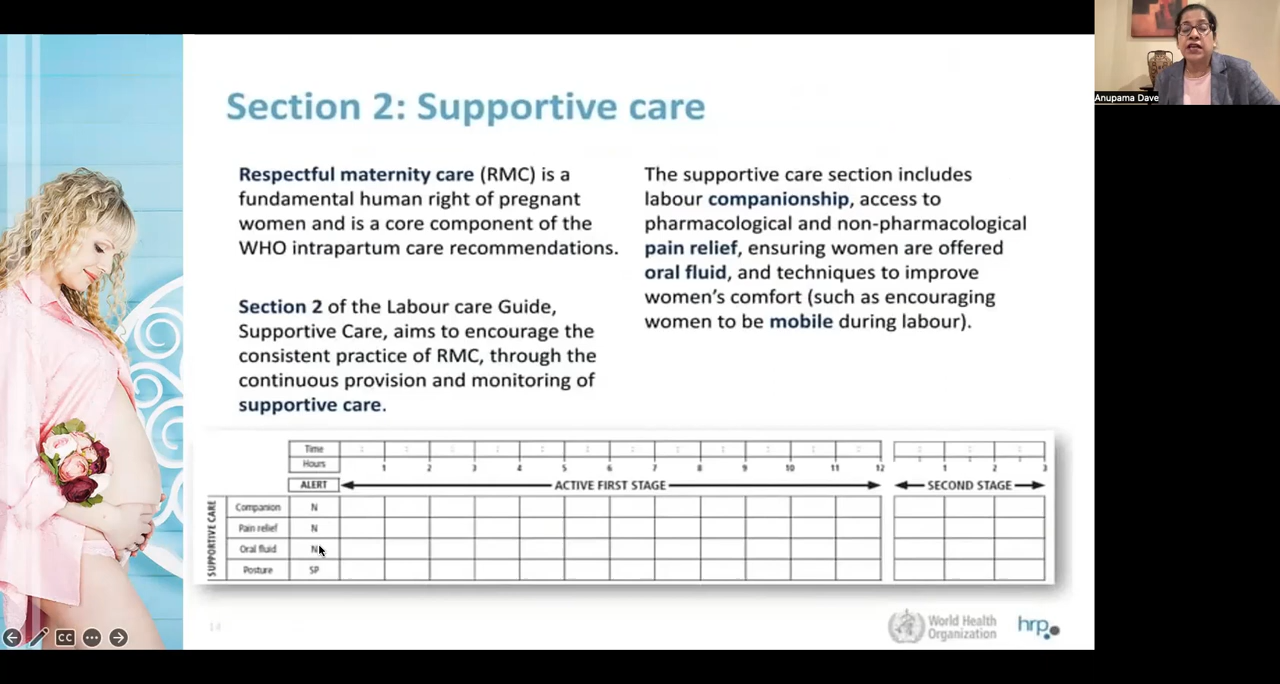 Section 2: Supportive care
Respectful maternity care (RMC) is a
fundamental human right of pregnant
women and is a core component of the
WHO intrapartum care recommendations.
Section 2 of the Labour care Guide,
Supportive Care, aims to encourage the
consistent practice of RMC, through the
continuous provision and monitoring of
supportive care.
The supportive care section includes
labour companionship, access to
pharmacological and non-pharmacological
pain relief, ensuring women are offered
oral fluid, and techniques to improve
women's comfort (such as encouraging
women to be mobile during labour).
Time
Hours 1 2 3 4 5 6 7 8 9 10 11 12 1 2 3
ALERT ACTIVE FIRST STAGE SECOND STAGE
SUPPORTIVE CARE
Companion N
Pain relief N
Oral fluid N
Posture SP
14
World Health
Organization
hrp
CC
Anupama Dave